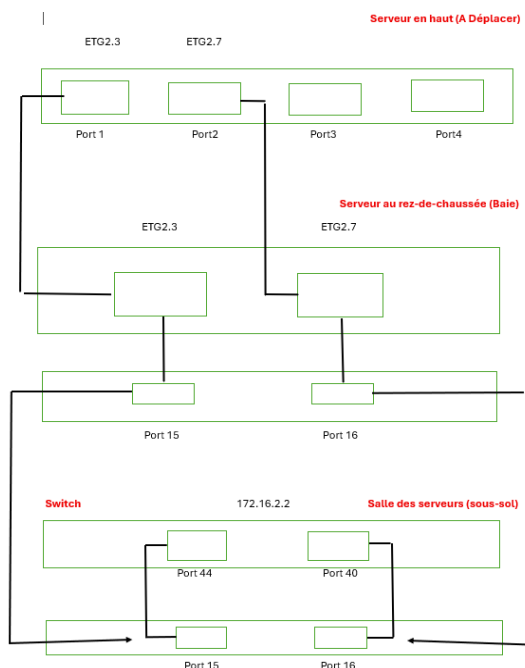 Serveur en haut (A Déplacer)
ETG2.3 ETG2.7
Port 1 Port2 Port3 Port4
Serveur au rez-de-chaussée (Baie)
ETG2.3 ETG2.7
Port 15 Port 16
Switch 172.16.2.2 Salle des serveurs (sous-sol)
Port 44 Port 40
Port 15 Port 16